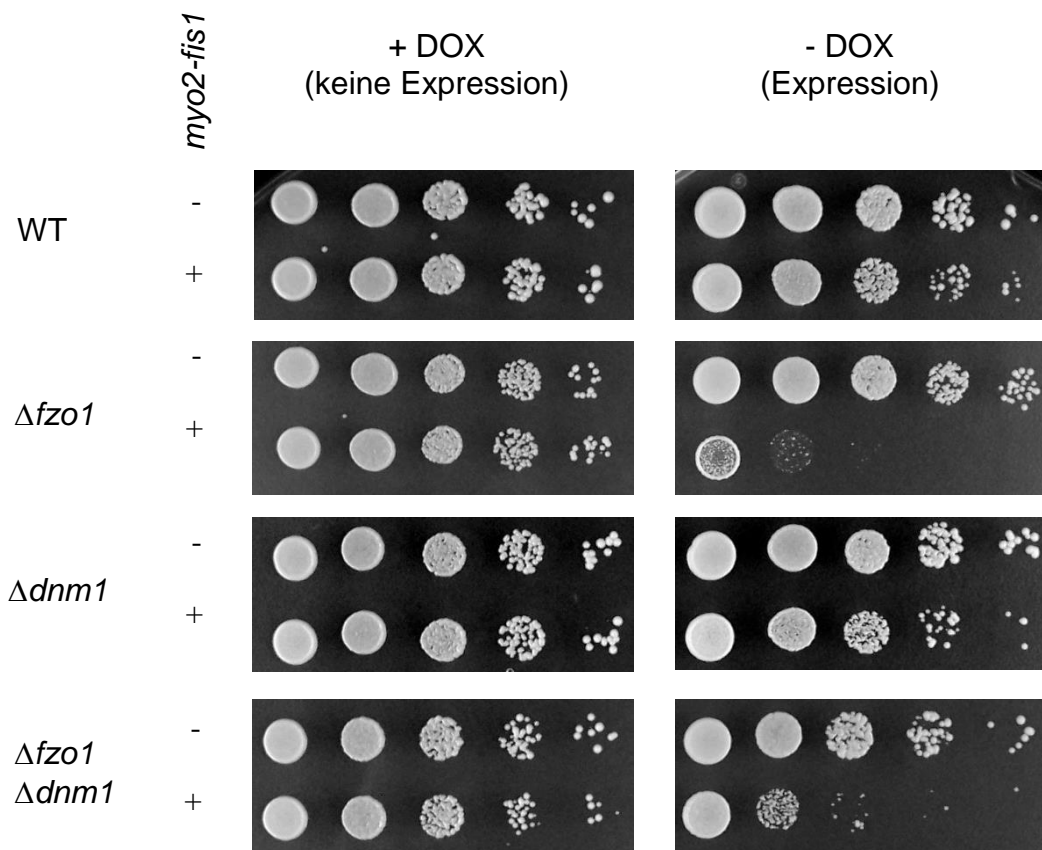 myo2-fis1
+ DOX
(keine Expression)
- DOX
(Expression)
WT
-
+
Δfzo1
-
+
Δdnm1
-
+
Δfzo1
Δdnm1
-
+